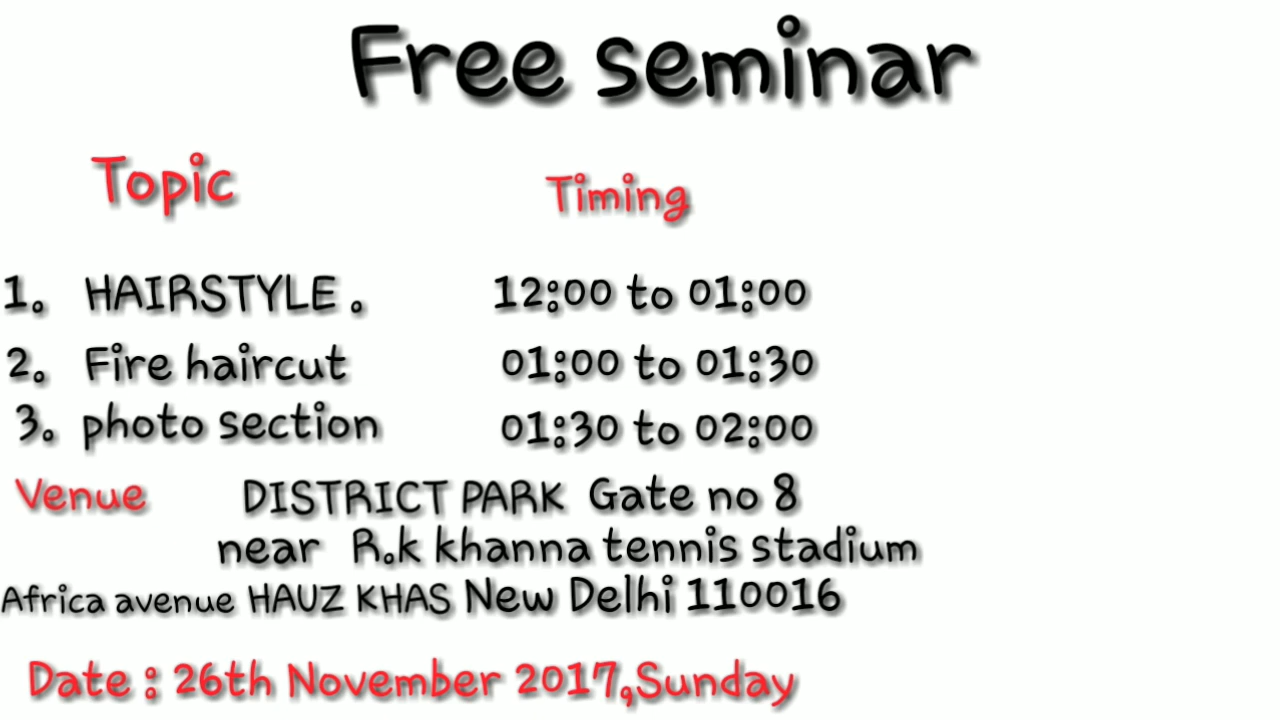 Free seminar
Topic Timing
1. HAIRSTYLE . 12:00 to 01:00
2. Fire haircut 01:00 to 01:30
3. photo section 01:30 to 02:00
Venue DISTRICT PARK Gate no 8
near R.k khanna tennis stadium
Africa avenue HAUZ KHAS New Delhi 110016
Date : 26th November 2017,Sunday